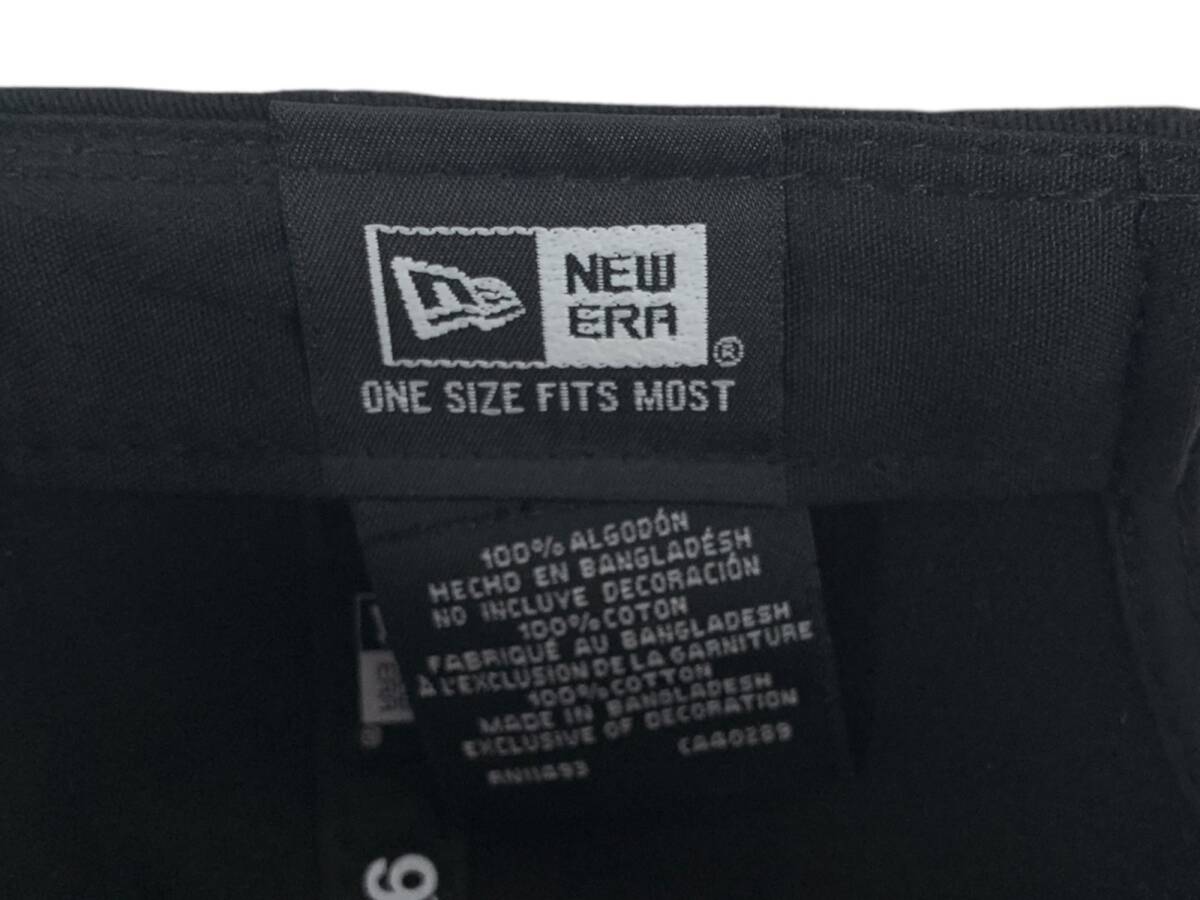 NEW
ERA
®
ONE SIZE FITS MOST
100% ALGODÓN
HECHO EN BANGLADÉSH
NO INCLUYE DECORACIÓN
100% COTON
FABRIQUÉ AU BANGLADESH
À L'EXCLUSION DE LA GARNITURE
100% COTTON
MADE IN BANGLADESH
EXCLUSIVE OF DECORATION
CA40289
ERA